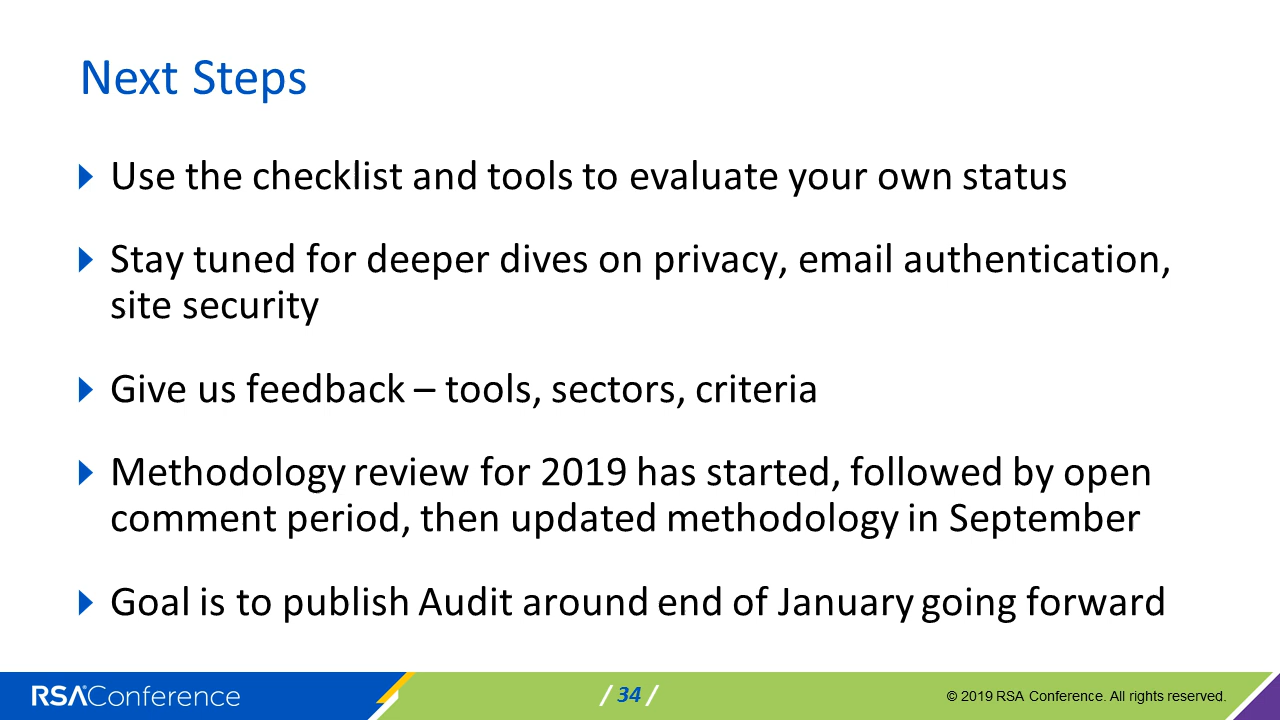 Next Steps
Use the checklist and tools to evaluate your own status
Stay tuned for deeper dives on privacy, email authentication,
site security
Give us feedback – tools, sectors, criteria
Methodology review for 2019 has started, followed by open
comment period, then updated methodology in September
Goal is to publish Audit around end of January going forward
RSAConference
/ 34 /
© 2019 RSA Conference. All rights reserved.